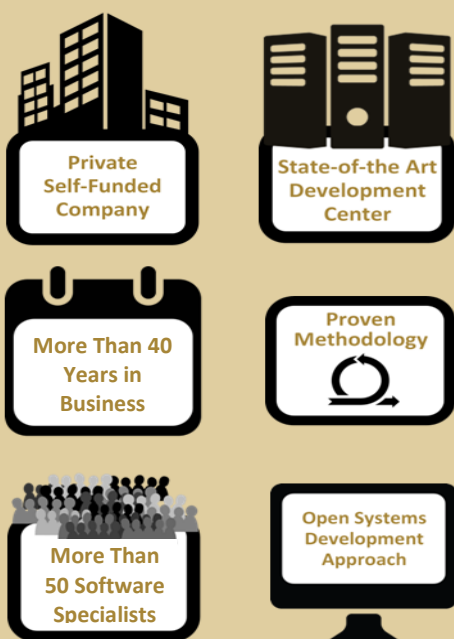 Private
Self-Funded
Company
State-of-the Art
Development
Center
More Than 40
Years in
Business
Proven
Methodology
More Than
50 Software
Specialists
Open Systems
Development
Approach